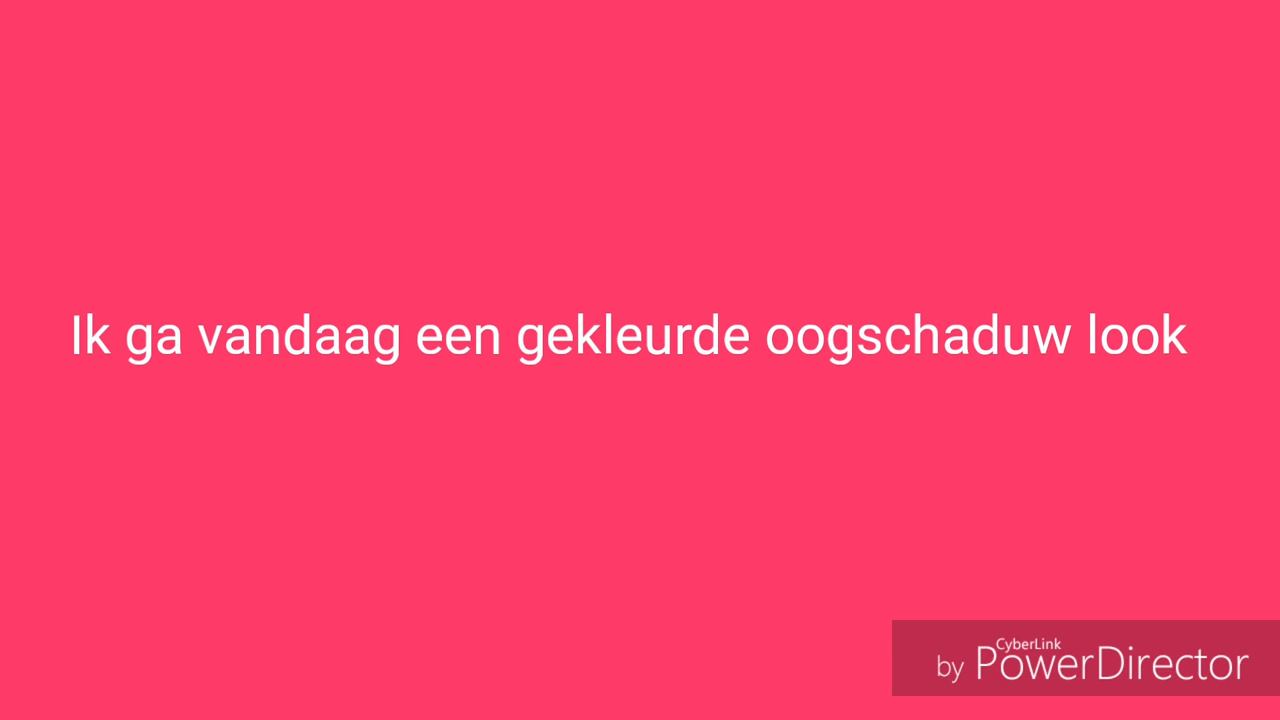 Ik ga vandaag een gekleurde oogschaduw look
CyberLink
by PowerDirector